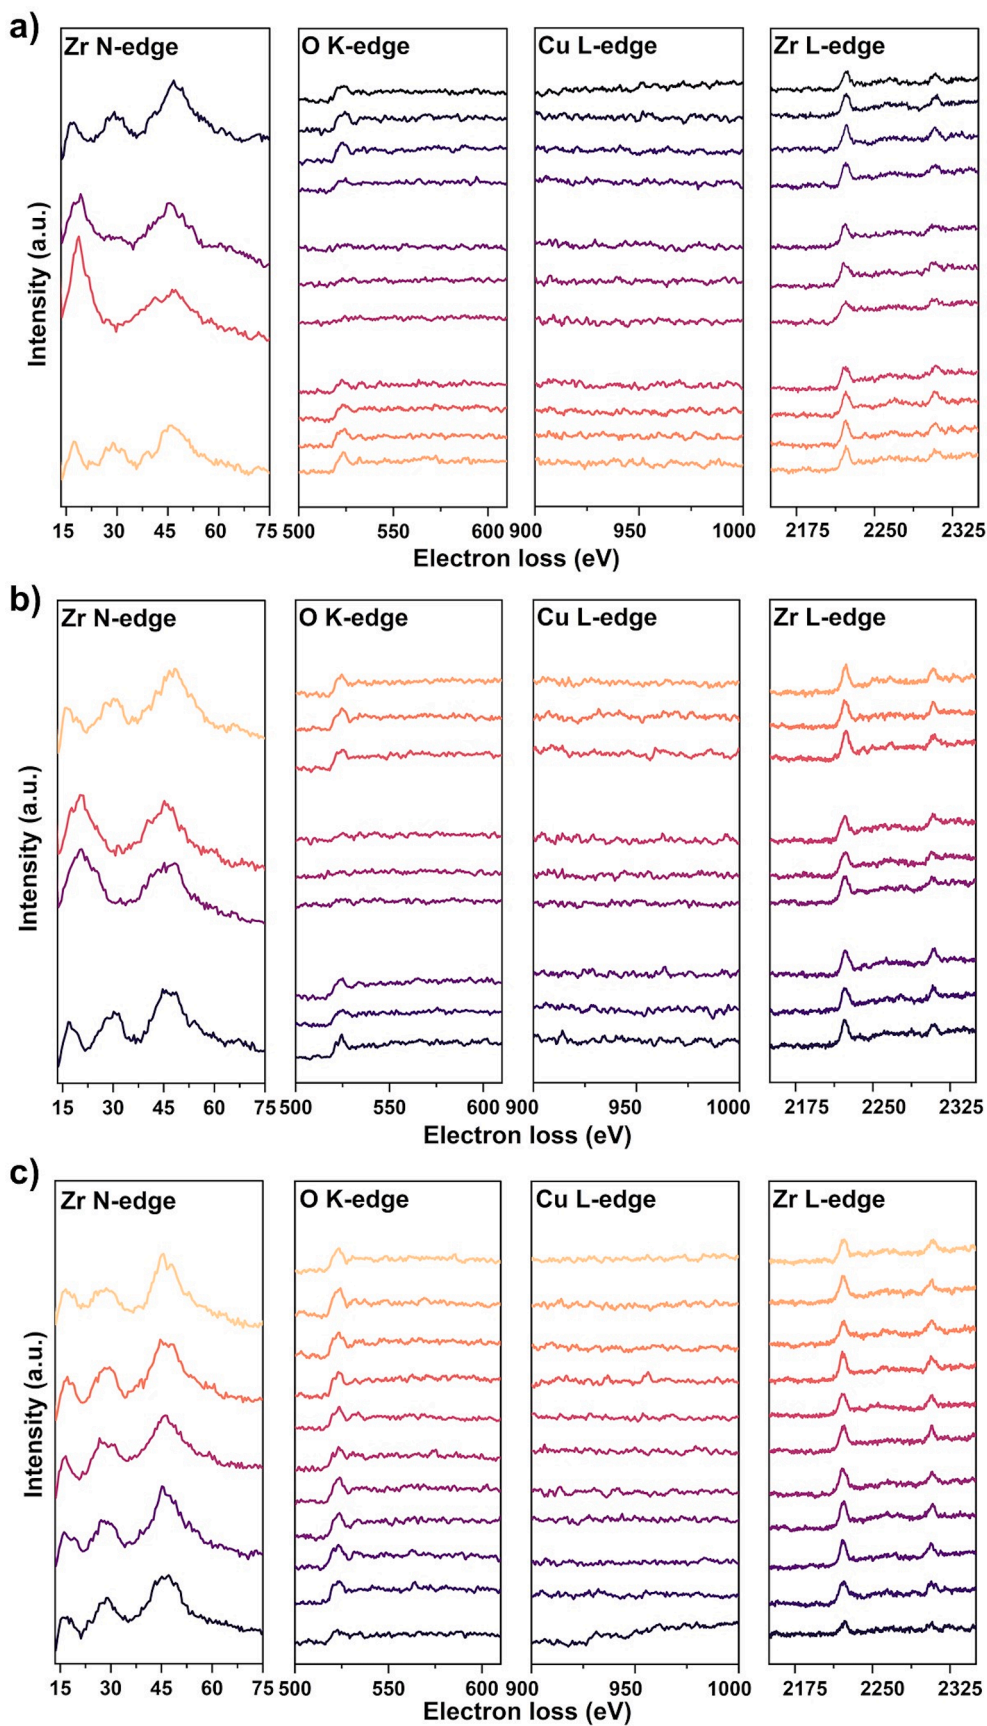 a)
Zr N-edge
O K-edge
Cu L-edge
Zr L-edge
Intensity (a.u.)
15 30 45 60 75 500 550 600 900 950 1000 2175 2250 2325
Electron loss (eV)
b)
Zr N-edge
O K-edge
Cu L-edge
Zr L-edge
Intensity (a.u.)
15 30 45 60 75 500 550 600 900 950 1000 2175 2250 2325
Electron loss (eV)
c)
Zr N-edge
O K-edge
Cu L-edge
Zr L-edge
Intensity (a.u.)
15 30 45 60 75 500 550 600 900 950 1000 2175 2250 2325
Electron loss (eV)